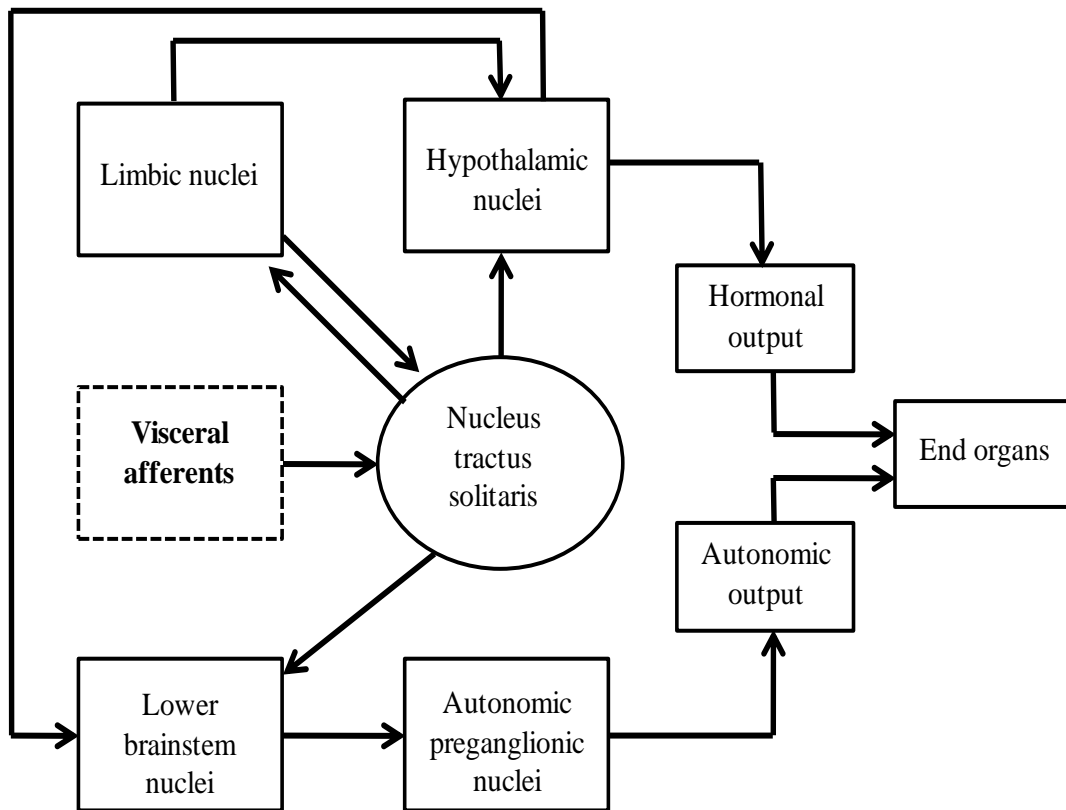 Limbic nuclei
Hypothalamic
nuclei
Hormonal
output
Visceral
afferents
Nucleus
tractus
solitaris
End organs
Autonomic
output
Lower
brainstem
nuclei
Autonomic
preganglionic
nuclei